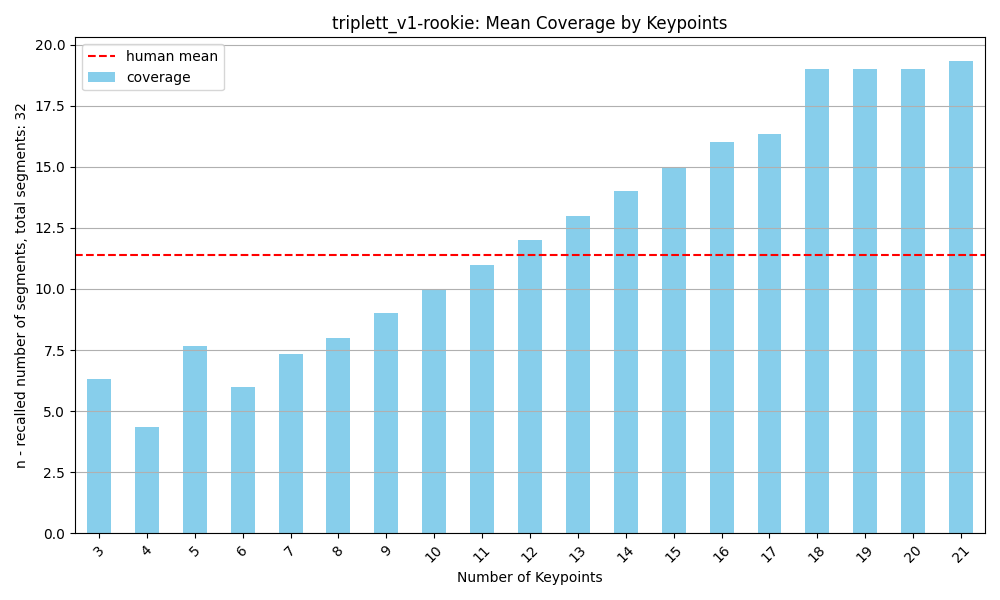 triplett_v1-rookie: Mean Coverage by Keypoints
human mean
coverage
n - recalled number of segments, total segments: 32
20.0
17.5
15.0
12.5
10.0
7.5
5.0
2.5
0.0
3 4 5 6 7 8 9 10 11 12 13 14 15 16 17 18 19 20 21
Number of Keypoints